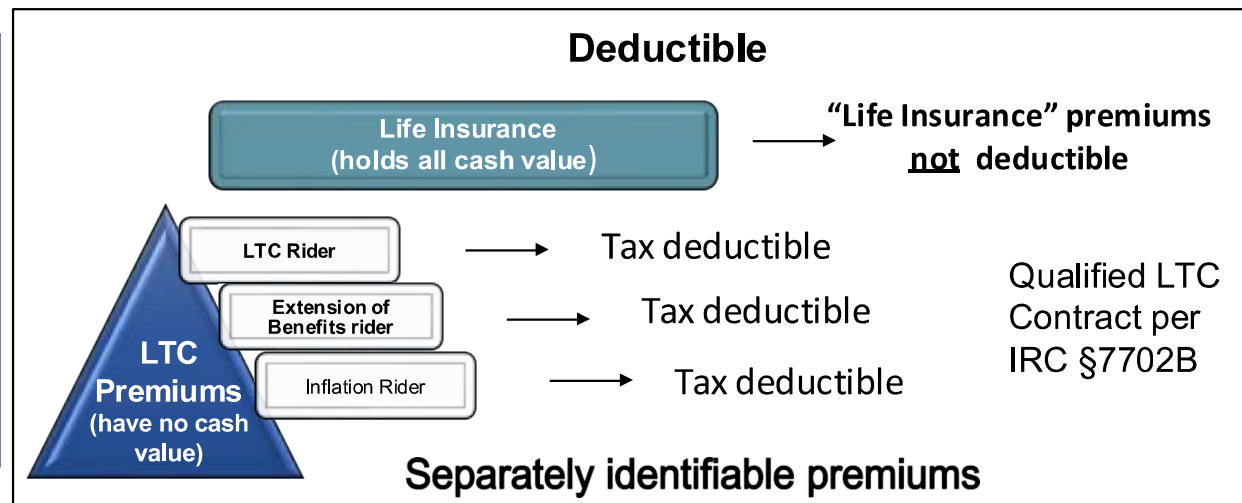 Deductible
Life Insurance
(holds all cash value)
“Life Insurance” premiums
not deductible
LTC Rider
Tax deductible
Extension of
Benefits rider
Tax deductible
Inflation Rider
Tax deductible
Qualified LTC
Contract per
IRC §7702B
LTC
Premiums
(have no cash
value)
Separately identifiable premiums